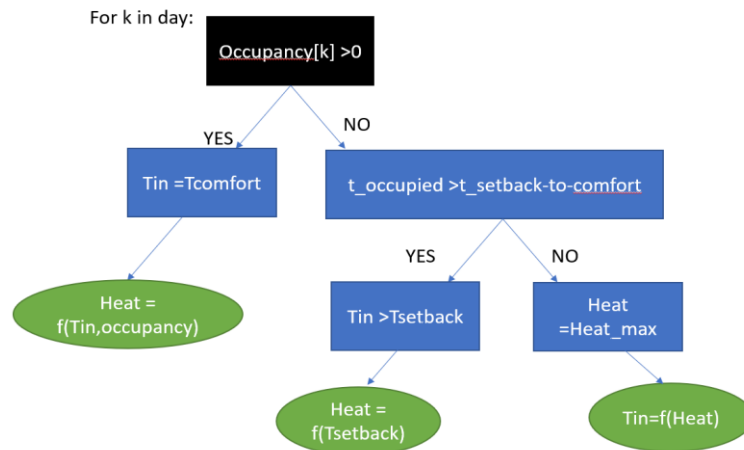 For k in day:
Occupancy[k] >0
YES
NO
Tin =Tcomfort
t_occupied >t_setback-to-comfort
YES
NO
Heat =
f(Tin,occupancy)
Tin >Tsetback
Heat
=Heat_max
Heat =
f(Tsetback)
Tin=f(Heat)